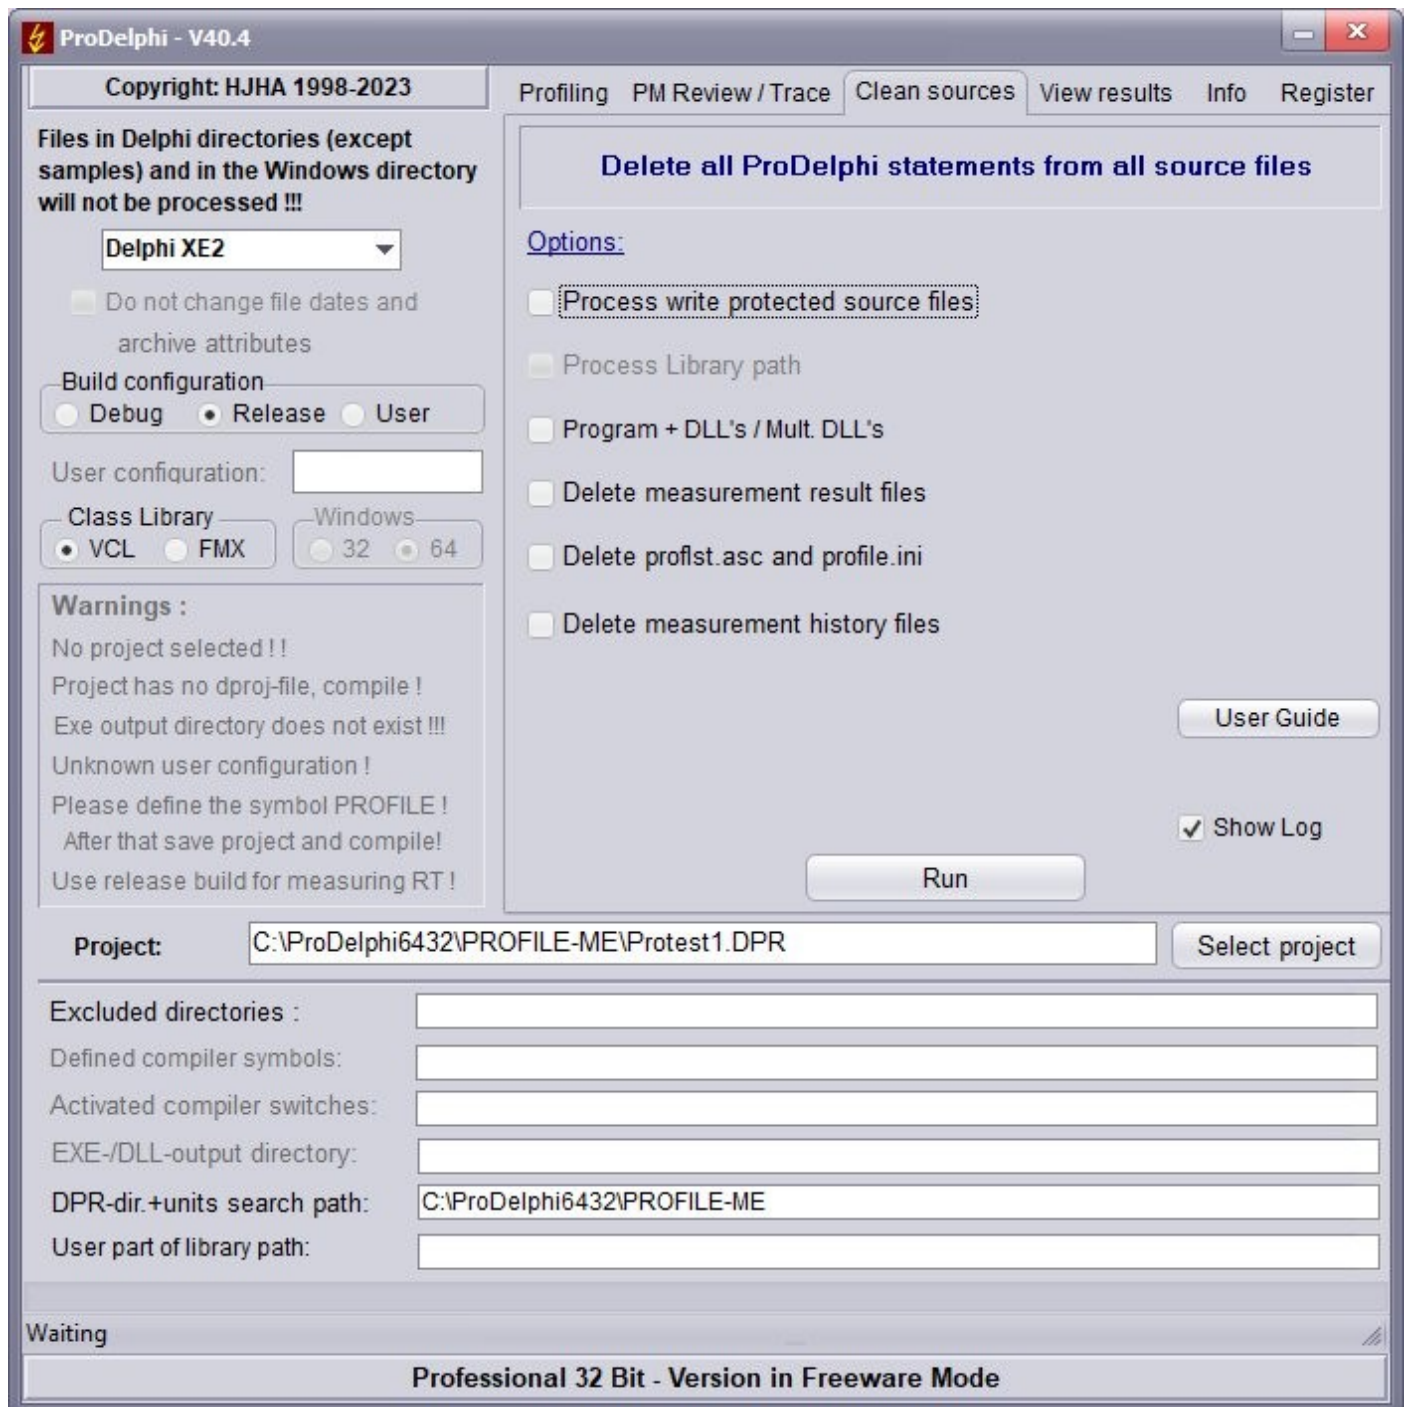 ProDelphi - V40.4
Copyright: HJHA 1998-2023
Profiling PM Review / Trace Clean sources View results Info Register
Files in Delphi directories (except
samples) and in the Windows directory
will not be processed !!!
Delphi XE2
Do not change file dates and
archive attributes
Build configuration
Debug Release User
User configuration:
Class Library
VCL FMX
Windows
32 64
Warnings :
No project selected ! !
Project has no dproj-file, compile !
Exe output directory does not exist !!!
Unknown user configuration !
Please define the symbol PROFILE !
After that save project and compile!
Use release build for measuring RT !
Delete all ProDelphi statements from all source files
Options:
Process write protected source files
Process Library path
Program + DLL's / Mult. DLL's
Delete measurement result files
Delete proflst.asc and profile.ini
Delete measurement history files
User Guide
Show Log
Run
Project: C:\ProDelphi6432\PROFILE-ME\Protest1.DPR Select project
Excluded directories :
Defined compiler symbols:
Activated compiler switches:
EXE-/DLL-output directory:
DPR-dir.+units search path: C:\ProDelphi6432\PROFILE-ME
User part of library path:
Waiting
Professional 32 Bit - Version in Freeware Mode